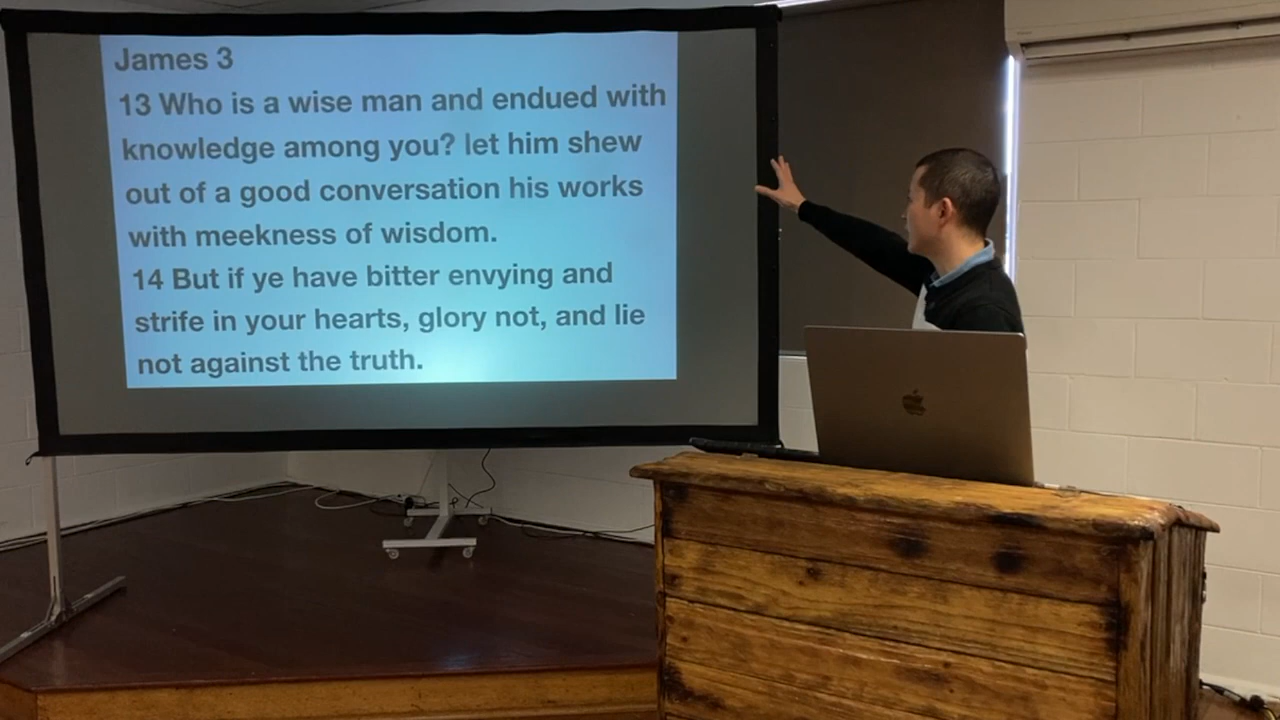 James 3
13 Who is a wise man and endued with
knowledge among you? let him shew
out of a good conversation his works
with meekness of wisdom.
14 But if ye have bitter envying and
strife in your hearts, glory not, and lie
not against the truth.